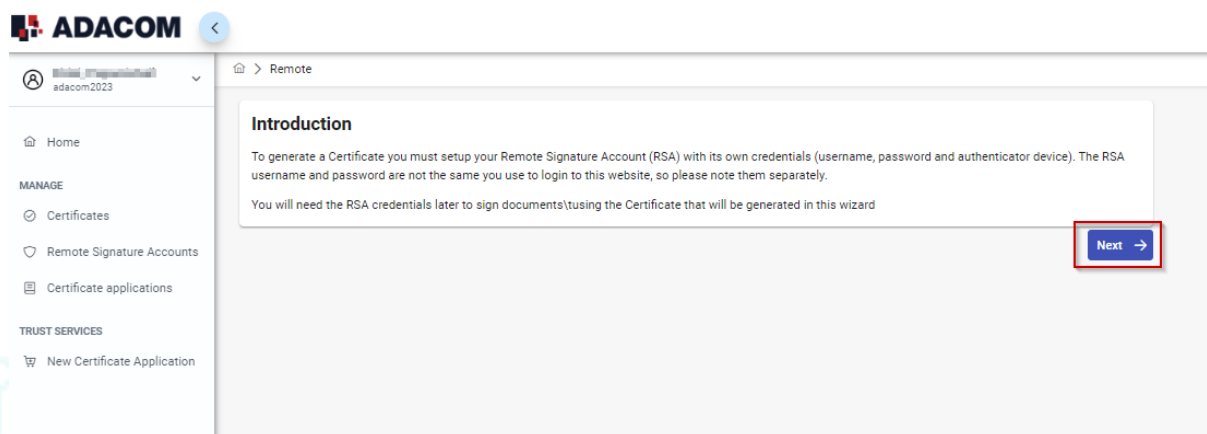 ADACOM
adacom2023
Remote
Home
MANAGE
Certificates
Remote Signature Accounts
Certificate applications
TRUST SERVICES
New Certificate Application
Introduction
To generate a Certificate you must setup your Remote Signature Account (RSA) with its own credentials (username, password and authenticator device). The RSA
username and password are not the same you use to login to this website, so please note them separately.
You will need the RSA credentials later to sign documents\tusing the Certificate that will be generated in this wizard
Next